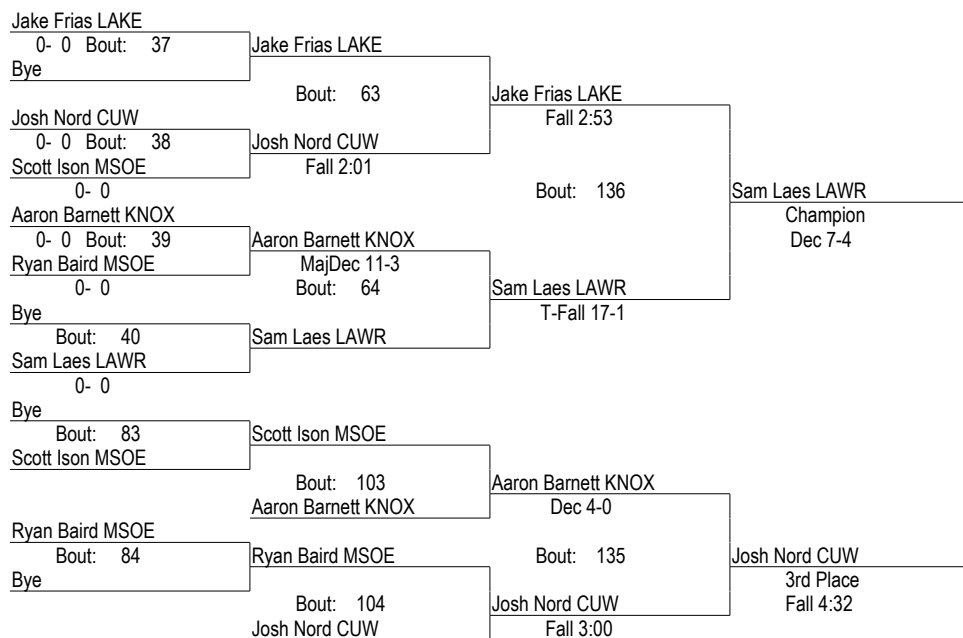 Jake Frias LAKE
0- 0 Bout: 37 Jake Frias LAKE
Bye
Bout: 63 Jake Frias LAKE
Josh Nord CUW Fall 2:53
0- 0 Bout: 38 Josh Nord CUW
Scott Ison MSOE Fall 2:01
0- 0 Bout: 136 Sam Laes LAWR
Aaron Barnett KNOX Champion
0- 0 Bout: 39 Aaron Barnett KNOX Dec 7-4
Ryan Baird MSOE MajDec 11-3
0- 0 Bout: 64 Sam Laes LAWR
Bye T-Fall 17-1
Bout: 40 Sam Laes LAWR
Sam Laes LAWR
0- 0
Bye
Bout: 83 Scott Ison MSOE
Scott Ison MSOE
Bout: 103 Aaron Barnett KNOX
Aaron Barnett KNOX Dec 4-0
Ryan Baird MSOE
Bout: 84 Ryan Baird MSOE Bout: 135 Josh Nord CUW
Bye 3rd Place
Bout: 104 Josh Nord CUW Fall 4:32
Josh Nord CUW Fall 3:00